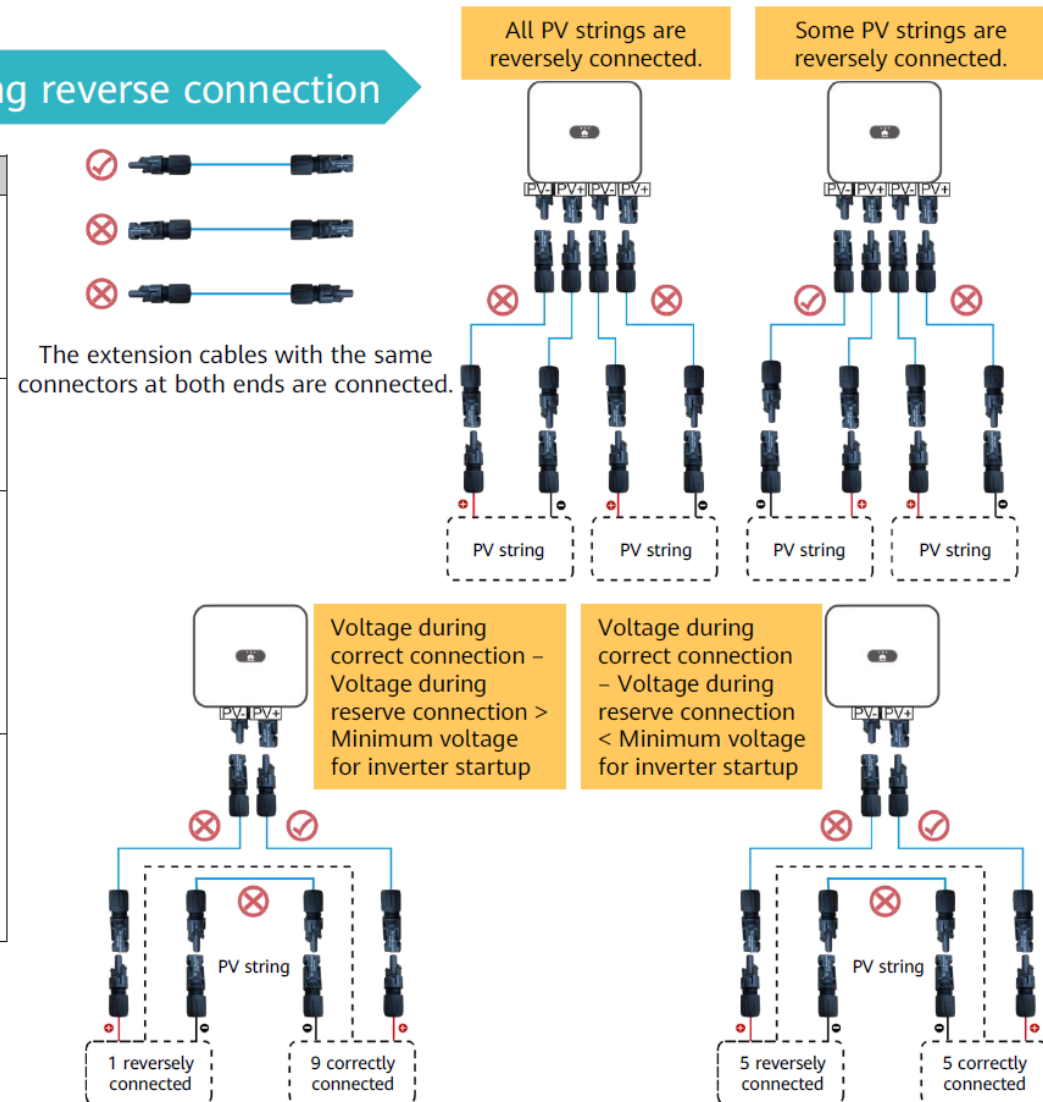 ng reverse connection
All PV strings are
reversely connected.
Some PV strings are
reversely connected.
PV- PV+ PV- PV+
PV- PV+ PV- PV+
The extension cables with the same
connectors at both ends are connected.
PV string
PV string
PV string
PV string
Voltage during
correct connection –
Voltage during
reserve connection >
Minimum voltage
for inverter startup
Voltage during
correct connection
– Voltage during
reserve connection
< Minimum voltage
for inverter startup
PV- PV+
PV- PV+
PV string
PV string
1 reversely
connected
9 correctly
connected
5 reversely
connected
5 correctly
connected